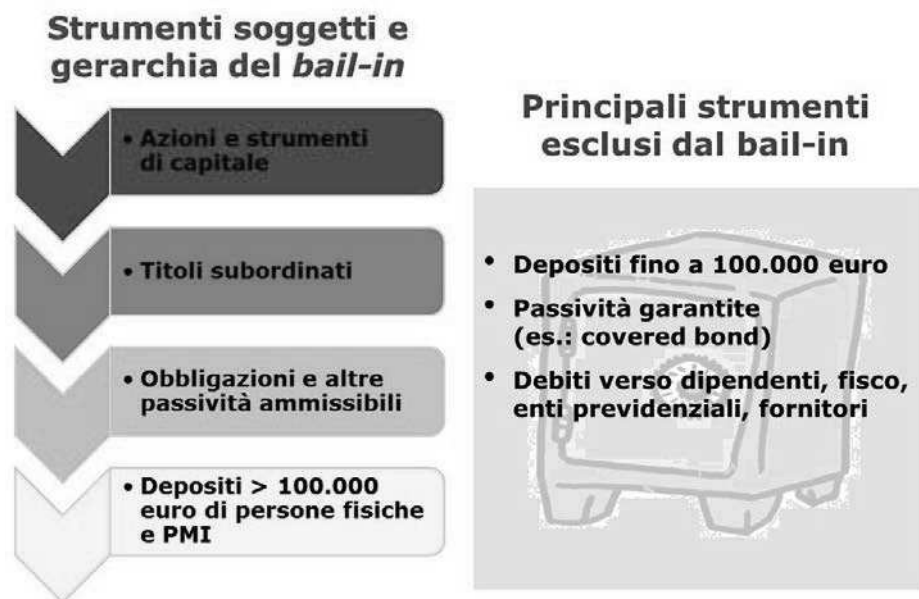 Strumenti soggetti e
gerarchia del bail-in
• Azioni e strumenti
di capitale
• Titoli subordinati
• Obbligazioni e altre
passività ammissibili
• Depositi > 100.000
euro di persone fisiche
e PMI
Principali strumenti
esclusi dal bail-in
• Depositi fino a 100.000 euro
• Passività garantite
(es.: covered bond)
• Debiti verso dipendenti, fisco,
enti previdenziali, fornitori